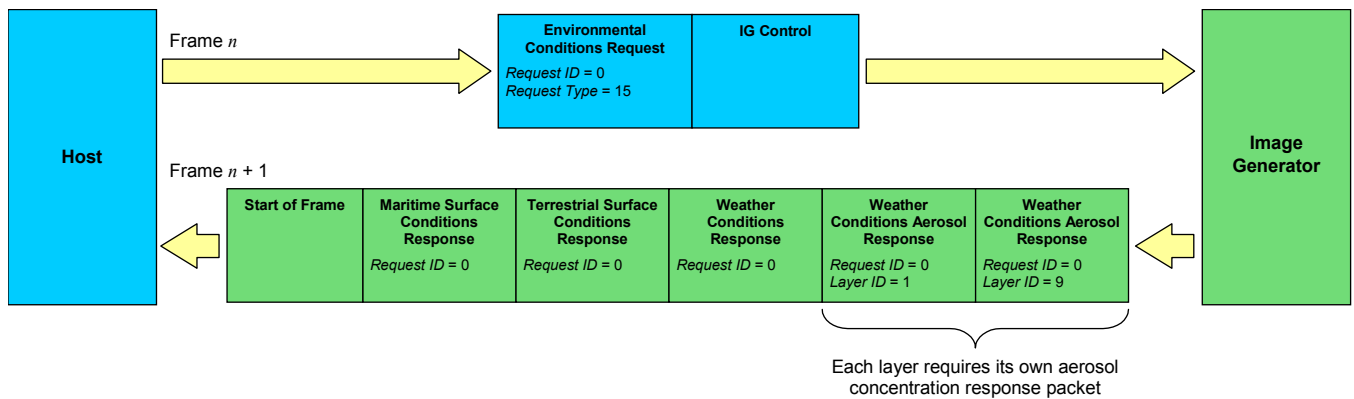 Host
Frame n
Environmental
Conditions Request
Request ID = 0
Request Type = 15
IG Control
Image
Generator
Frame n + 1
Start of Frame
Maritime Surface
Conditions
Response
Request ID = 0
Terrestrial Surface
Conditions
Response
Request ID = 0
Weather
Conditions
Response
Request ID = 0
Weather
Conditions Aerosol
Response
Request ID = 0
Layer ID = 1
Weather
Conditions Aerosol
Response
Request ID = 0
Layer ID = 9
Each layer requires its own aerosol
concentration response packet